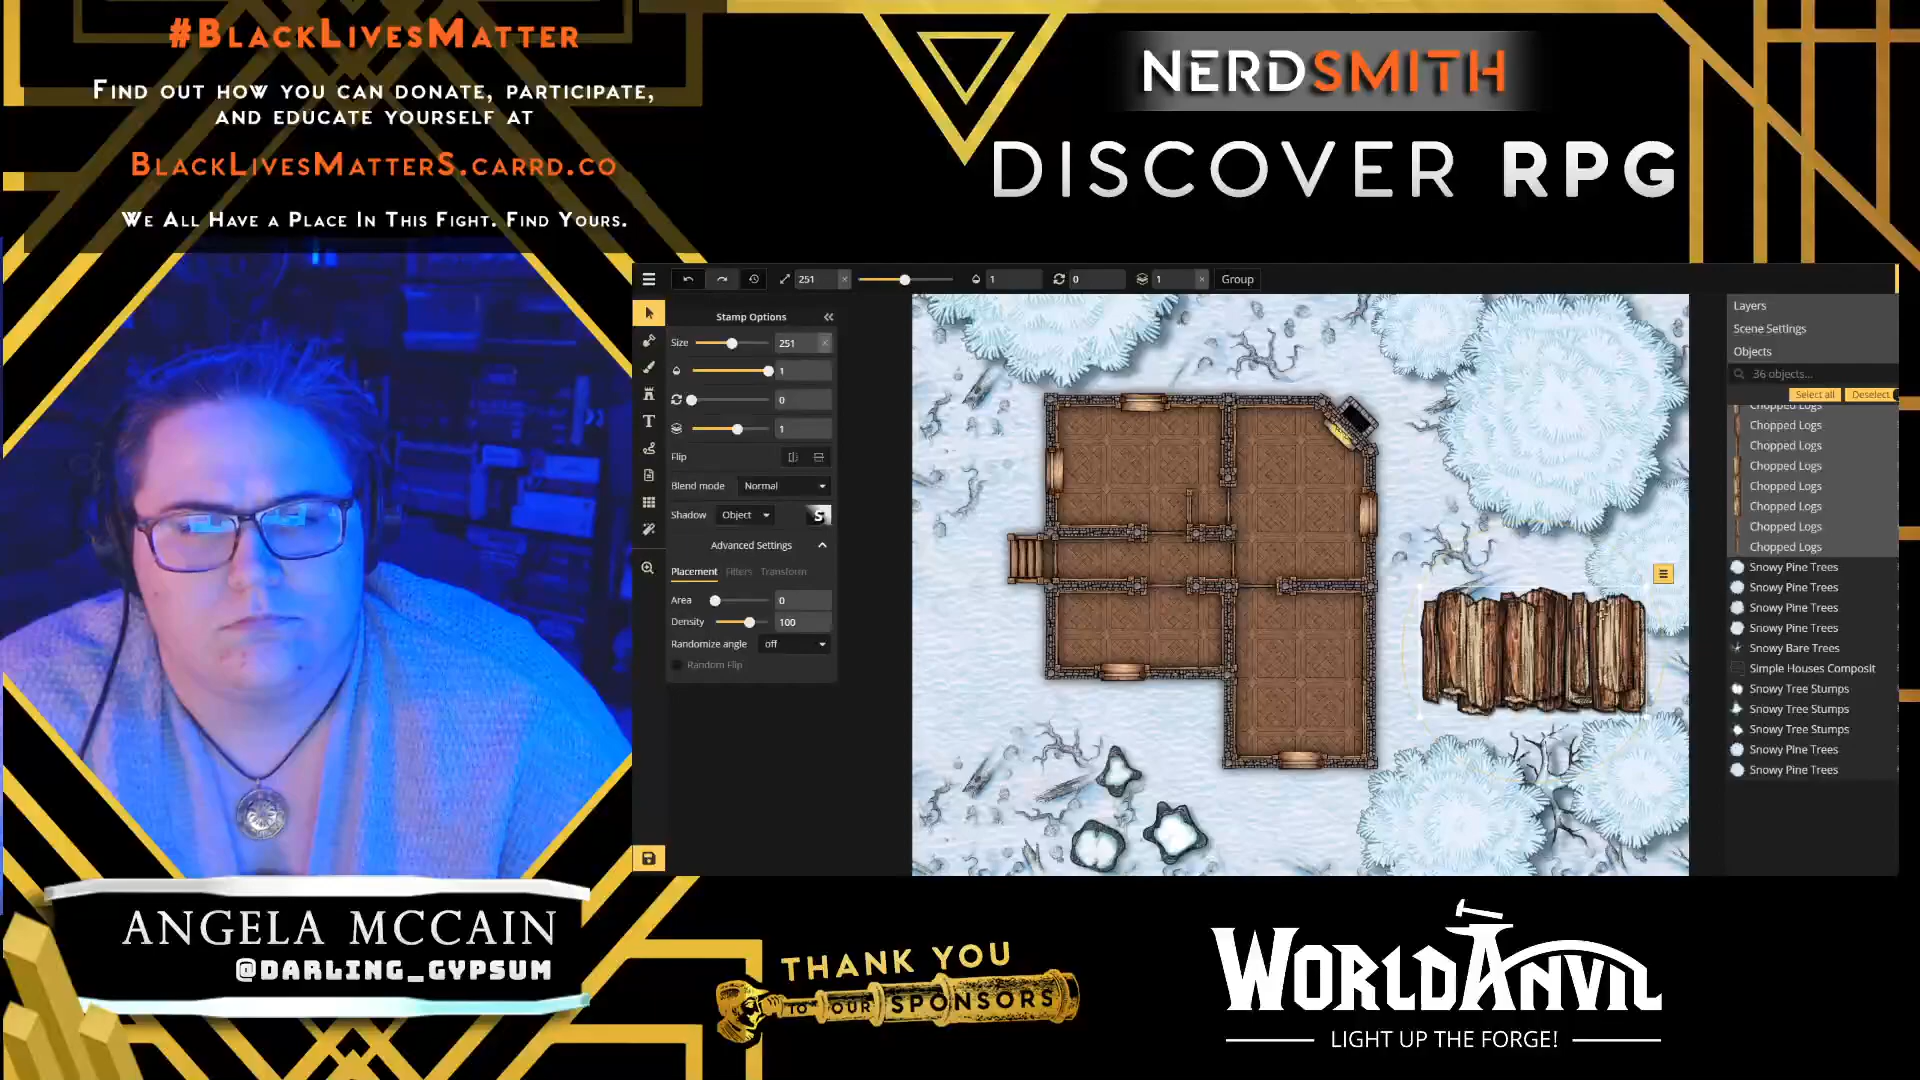 #BlackLivesMatter
Find out how you can donate, participate,
and educate yourself at
BlackLivesMatterS.carrd.co
We All Have a Place In This Fight. Find Yours.
NERDSMITH
DISCOVER RPG
251
1
0
1
Group
Stamp Options
Size
251
1
0
1
Flip
Blend mode
Normal
Shadow
Object
S
Advanced Settings
Placement Filters Transform
Area
0
Density
100
Randomize angle
off
Random Flip
Layers
Scene Settings
Objects
36 objects...
Select all
Deselect
Chopped Logs
Chopped Logs
Chopped Logs
Chopped Logs
Chopped Logs
Chopped Logs
Chopped Logs
Chopped Logs
Snowy Pine Trees
Snowy Pine Trees
Snowy Pine Trees
Snowy Pine Trees
Snowy Bare Trees
Simple Houses Composit
Snowy Tree Stumps
Snowy Tree Stumps
Snowy Tree Stumps
Snowy Pine Trees
Snowy Pine Trees
ANGELA MCCAIN
@DARLING_GYPSUM
THANK YOU
TO OUR SPONSORS
WORLDANVIL
LIGHT UP THE FORGE!